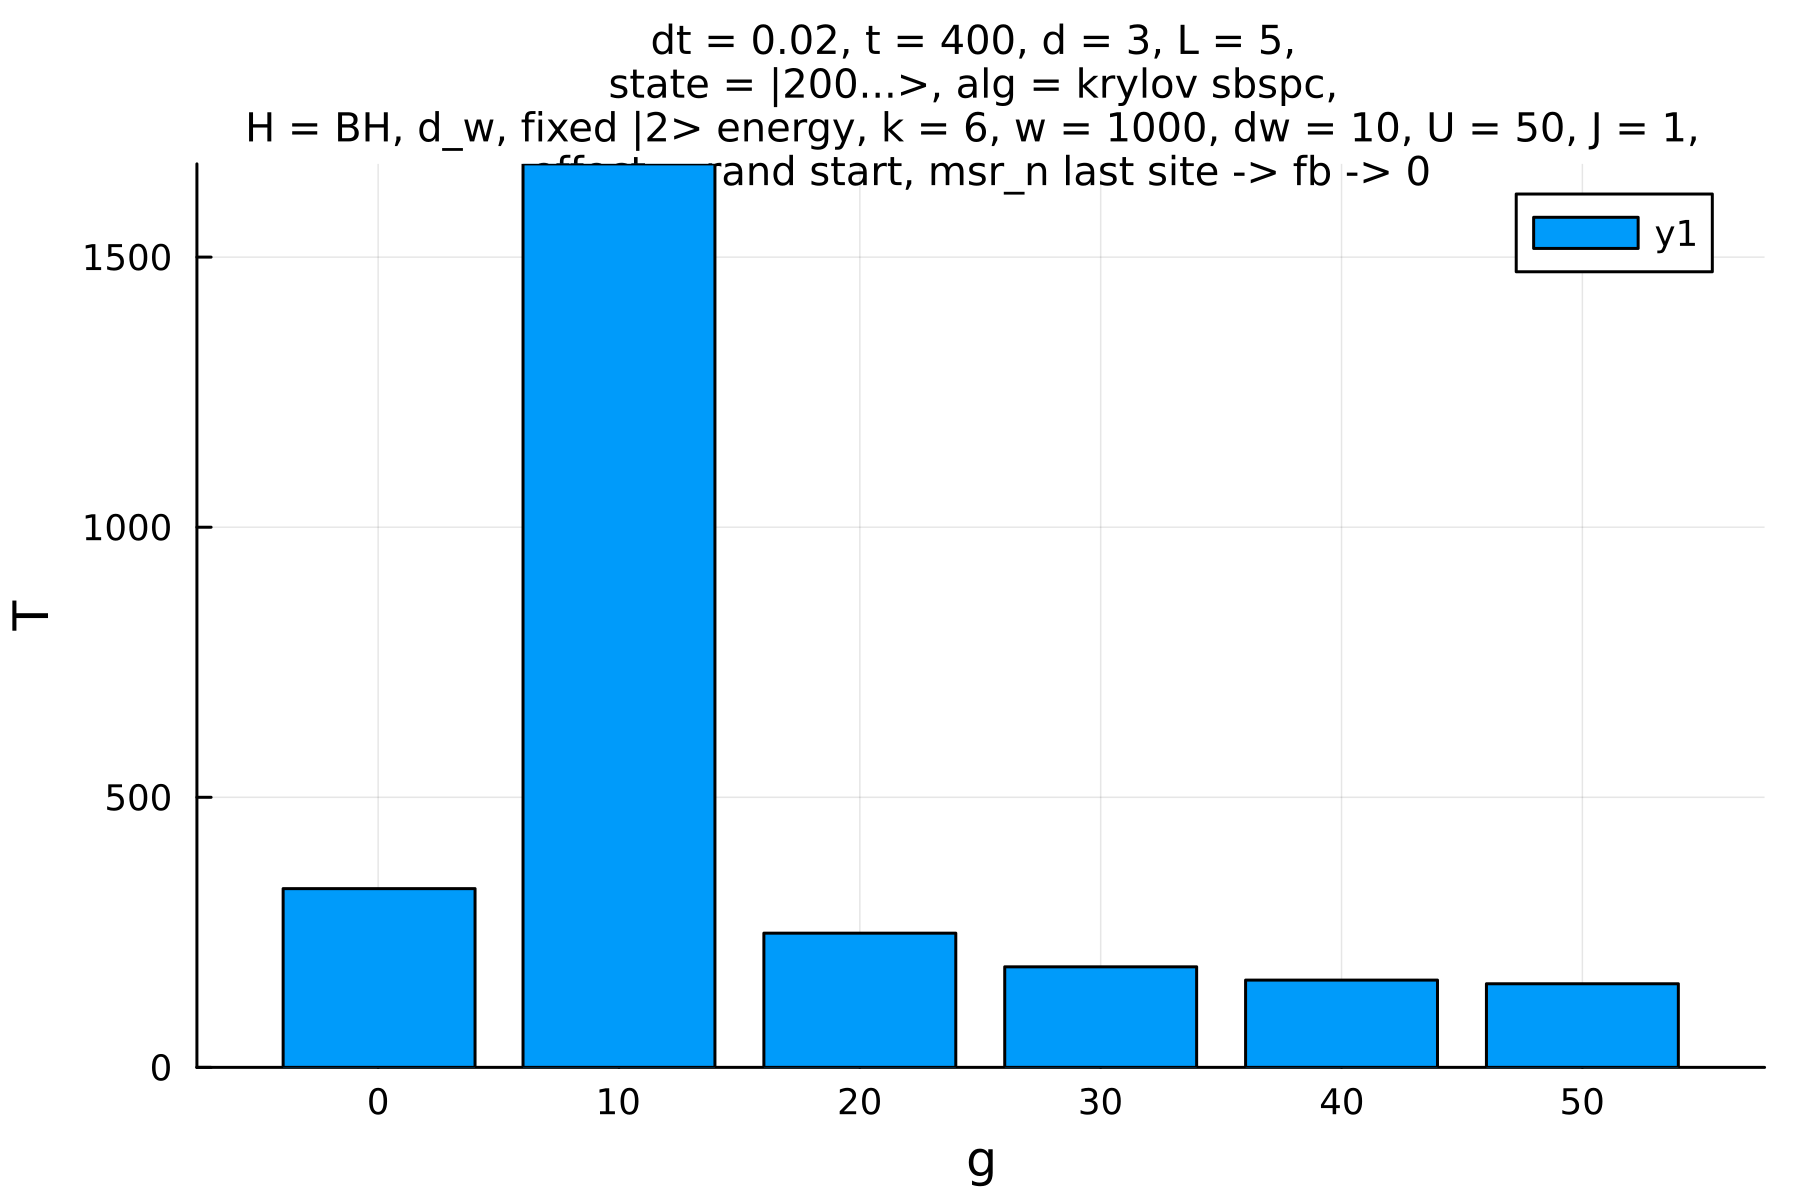 dt = 0.02, t = 400, d = 3, L = 5,
state = |200...>, alg = krylov sbspc,
H = BH, d_w, fixed |2> energy, k = 6, w = 1000, dw = 10, U = 50, J = 1,
rand start, msr_n last site -> fb -> 0
y1
1500
1000
500
0
T
0 10 20 30 40 50
g